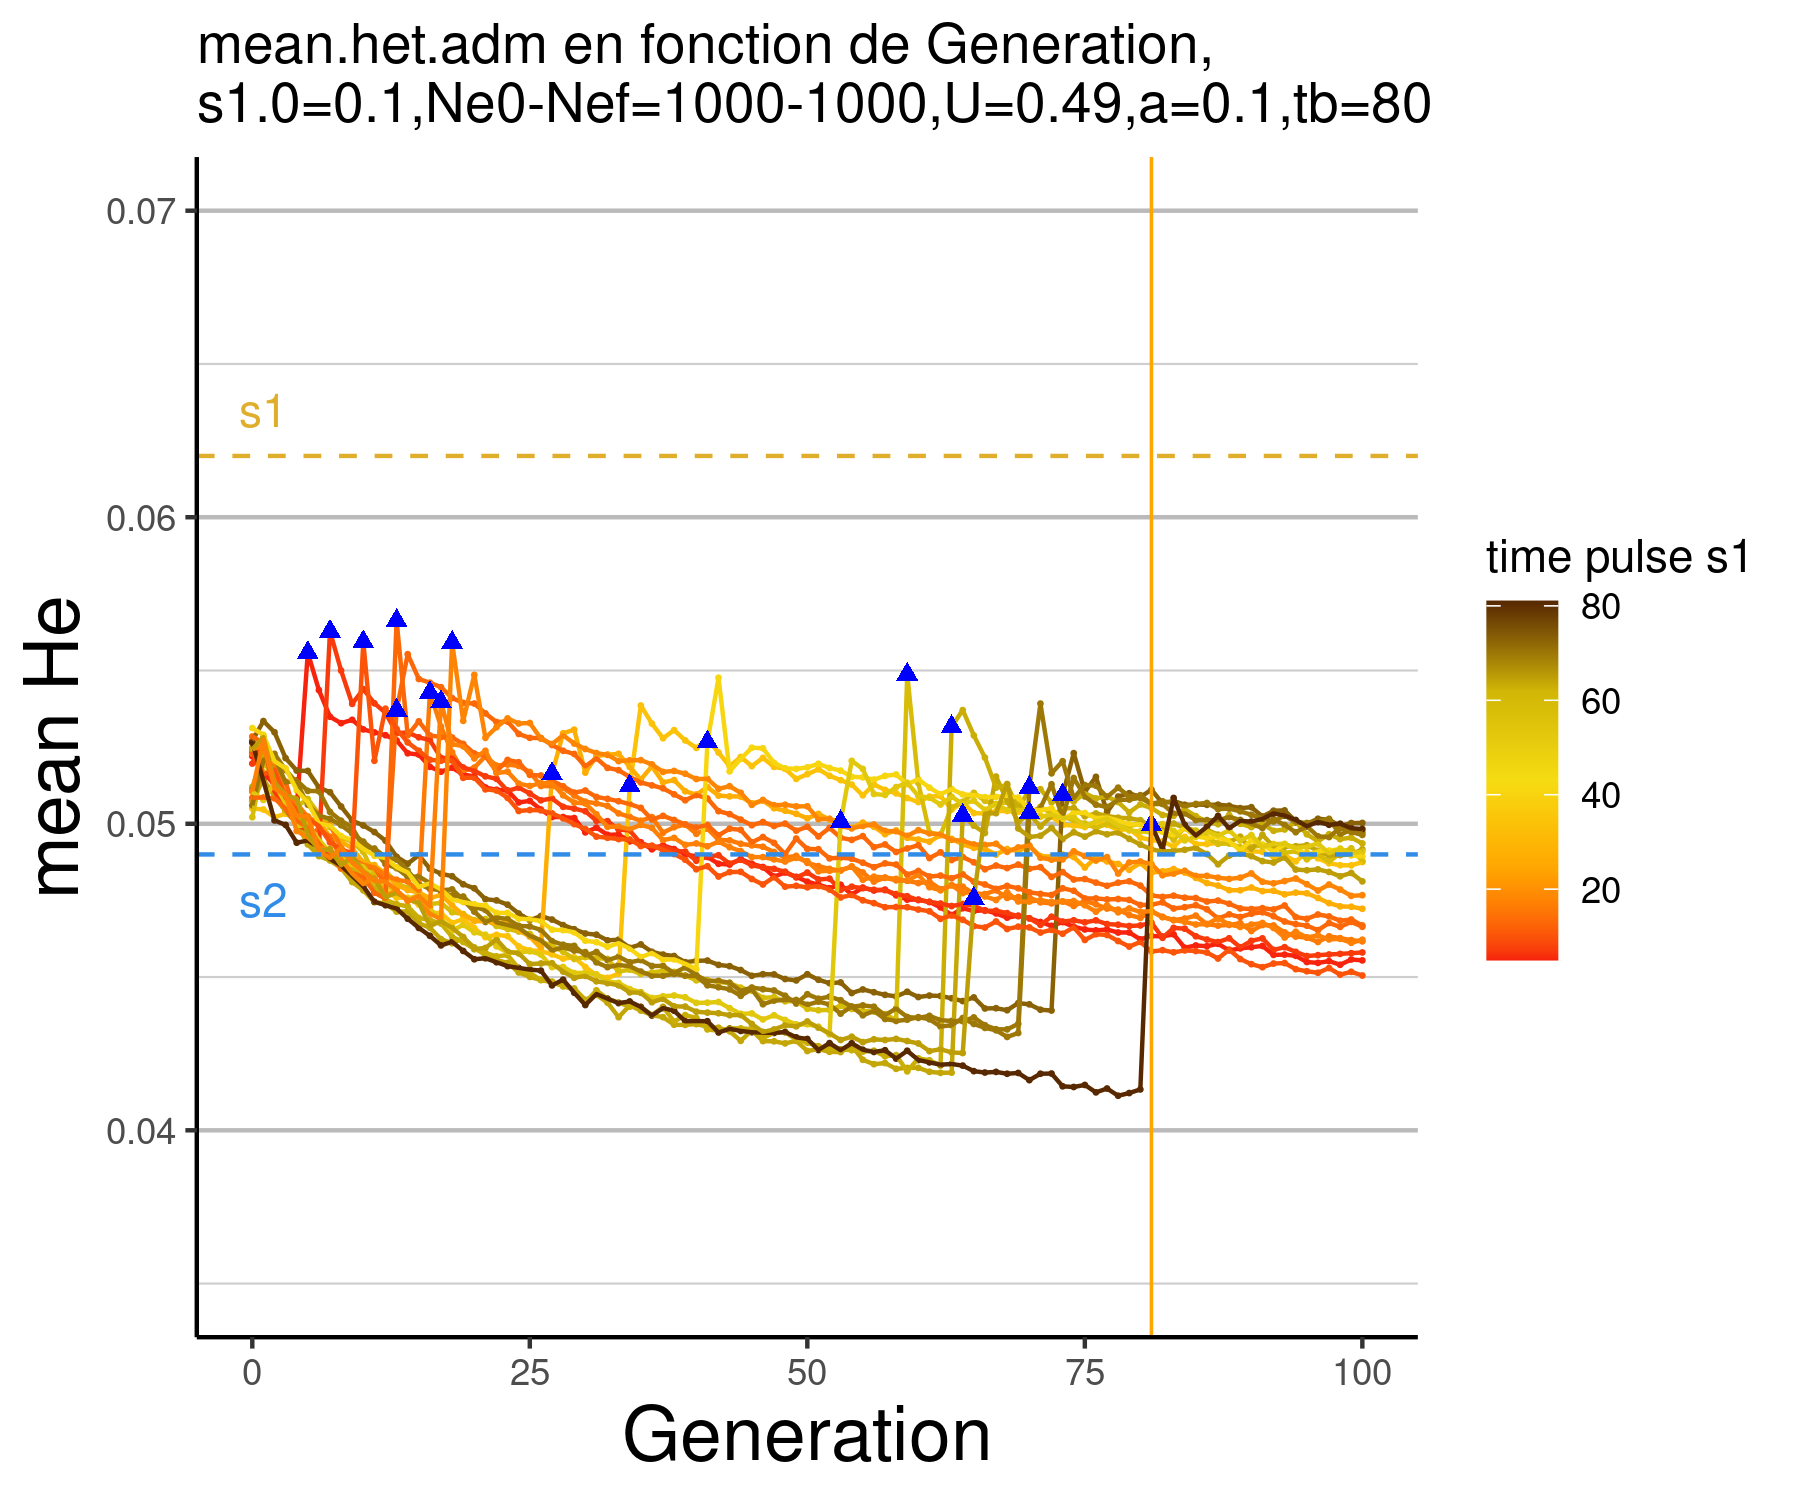 mean.het.adm en fonction de Generation,
s1.0=0.1,Ne0-Nef=1000-1000,U=0.49,a=0.1,tb=80
0.07
s1
0.06
mean He
0.05
s2
0.04
0
25
50
75
100
Generation
time pulse s1
80
60
40
20